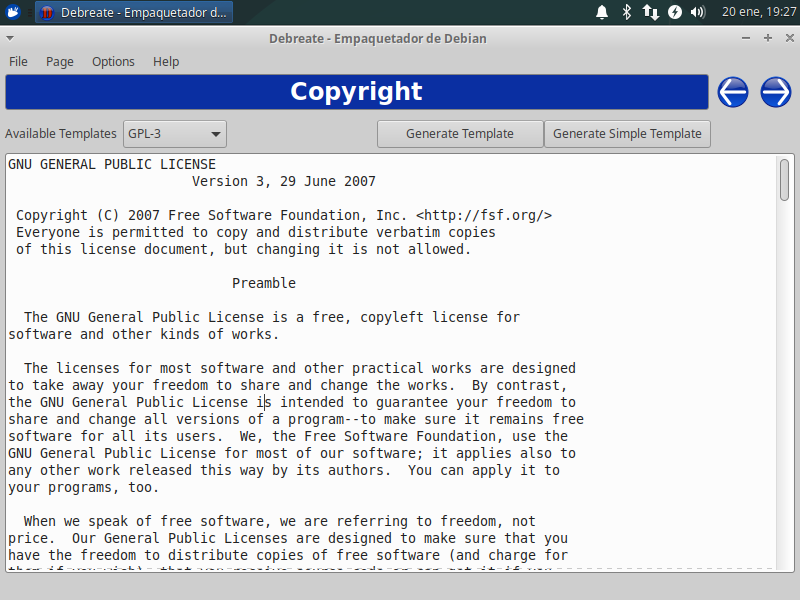 Debreate - Empaquetador d...
20 ene, 19:27
Debreate - Empaquetador de Debian
File Page Options Help
Copyright
Available Templates GPL-3 Generate Template Generate Simple Template
GNU GENERAL PUBLIC LICENSE
Version 3, 29 June 2007
Copyright (C) 2007 Free Software Foundation, Inc. <http://fsf.org/>
Everyone is permitted to copy and distribute verbatim copies
of this license document, but changing it is not allowed.
Preamble
The GNU General Public License is a free, copyleft license for
software and other kinds of works.
The licenses for most software and other practical works are designed
to take away your freedom to share and change the works.  By contrast,
the GNU General Public License is intended to guarantee your freedom to
share and change all versions of a program--to make sure it remains free
software for all its users.  We, the Free Software Foundation, use the
GNU General Public License for most of our software; it applies also to
any other work released this way by its authors.  You can apply it to
your programs, too.
When we speak of free software, we are referring to freedom, not
price.  Our General Public Licenses are designed to make sure that you
have the freedom to distribute copies of free software (and charge for